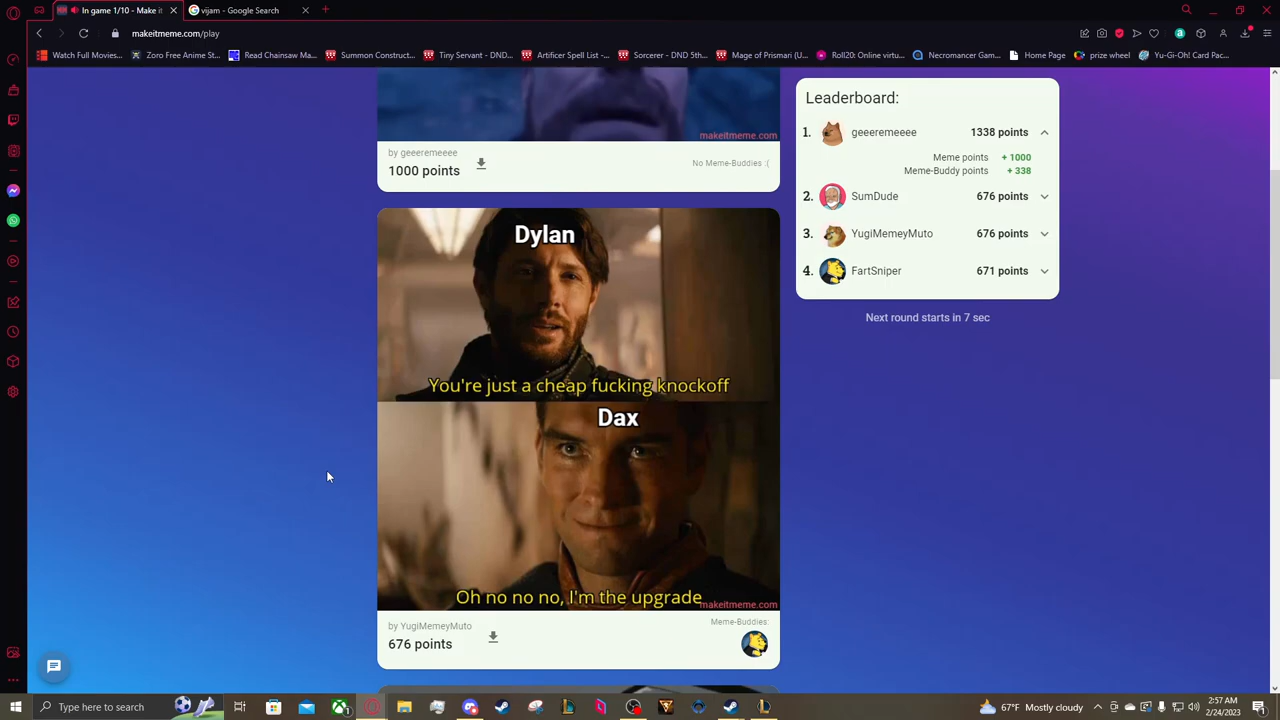 In game 1/10 - Make it
vijam - Google Search
makeitmeme.com/play
Watch Full Movies...
Zoro Free Anime St...
Read Chainsaw Ma...
Summon Construct...
Tiny Servant - DND...
Artificer Spell List -...
Sorcerer - DND 5th...
Mage of Prismari (U...
Roll20: Online virtu...
Necromancer Game...
Home Page
prize wheel
Yu-Gi-Oh! Card Pac...
makeitmeme.com
by geeeremeeee
1000 points
No Meme-Buddies :(
Dylan
You're just a cheap fucking knockoff
Dax
Oh no no no, I'm the upgrade
makeitmeme.com
by YugiMemeyMuto
676 points
Meme-Buddies:
Leaderboard:
1. geeeremeeee 1338 points
Meme points + 1000
Meme-Buddy points + 338
2. SumDude 676 points
3. YugiMemeyMuto 676 points
4. FartSniper 671 points
Next round starts in 7 sec
Type here to search
67°F Mostly cloudy
2:57 AM
2/24/2023